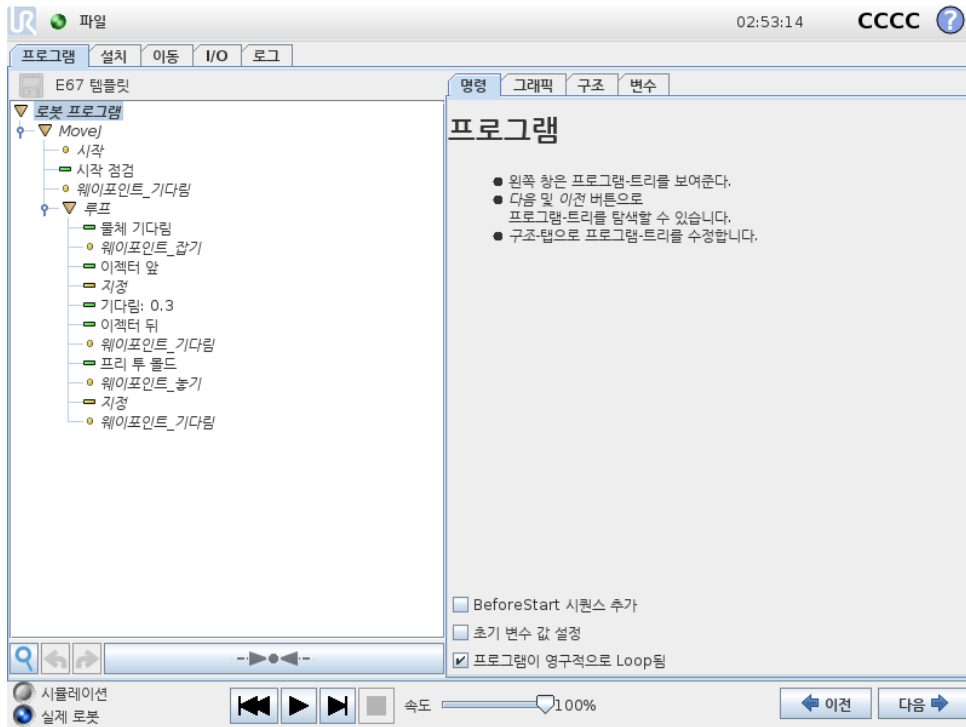 UR 파일 02:53:14 CCCC ?
프로그램 설치 이동 I/O 로그
E67 템플릿
명령 그래픽 구조 변수
로봇 프로그램
MoveJ
시작
시작 점검
웨이포인트_기다림
루프
물체 기다림
웨이포인트_잡기
이젝터 앞
지정
기다림: 0.3
이젝터 뒤
웨이포인트_기다림
프리 투 몰드
웨이포인트_놓기
지정
웨이포인트_기다림
프로그램
왼쪽 창은 프로그램-트리를 보여준다.
다음 및 이전 버튼으로
프로그램-트리를 탐색할 수 있습니다.
구조-탭으로 프로그램-트리를 수정합니다.
BeforeStart 시퀀스 추가
초기 변수 값 설정
프로그램이 영구적으로 Loop됨
시뮬레이션
실제 로봇
속도 100%
이전 다음